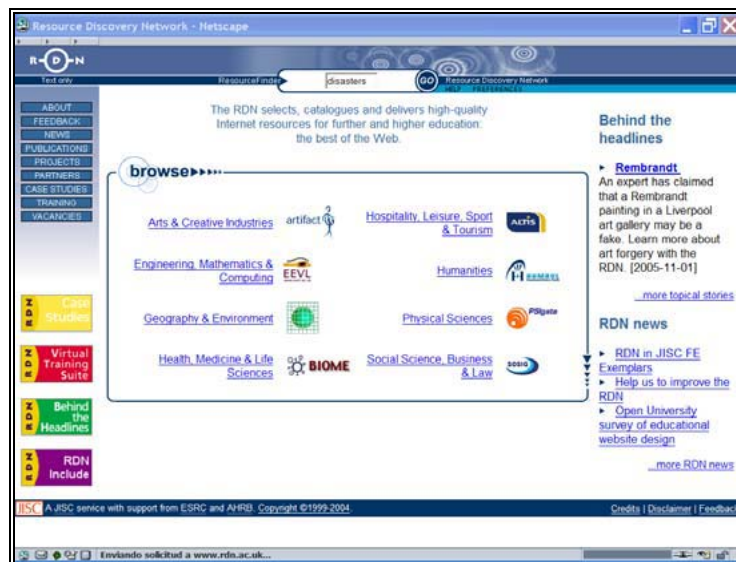 Resource Discovery Network - Netscape
R D N
Text only
ResourceFinder
disasters
GO
Resource Discovery Network
HELP PREFERENCES
ABOUT
FEEDBACK
NEWS
PUBLICATIONS
PROJECTS
PARTNERS
CASE STUDIES
TRAINING
VACANCIES
RDN
Case
Studies
RDN
Virtual
Training
Suite
RDN
Behind
the
Headlines
RDN
RDN
Include
The RDN selects, catalogues and delivers high-quality
Internet resources for further and higher education:
the best of the Web.
browse
Arts & Creative Industries
artifact
Hospitality, Leisure, Sport
& Tourism
ALTIS
Engineering, Mathematics &
Computing
EEVL
Humanities
HUMBUL
Geography & Environment
Physical Sciences
PSIgate
Health, Medicine & Life
Sciences
BIOME
Social Science, Business
& Law
SOSIG
Behind the
headlines
Rembrandt
An expert has claimed
that a Rembrandt
painting in a Liverpool
art gallery may be a
fake. Learn more about
art forgery with the
RDN. [2005-11-01]
...more topical stories
RDN news
RDN in JISC FE
Exemplars
Help us to improve the
RDN
Open University
survey of educational
website design
...more RDN news
JISC A JISC service with support from ESRC and AHRB. Copyright ©1999-2004.
Credits | Disclaimer | Feedback
Enviando solicitud a www.rdn.ac.uk...